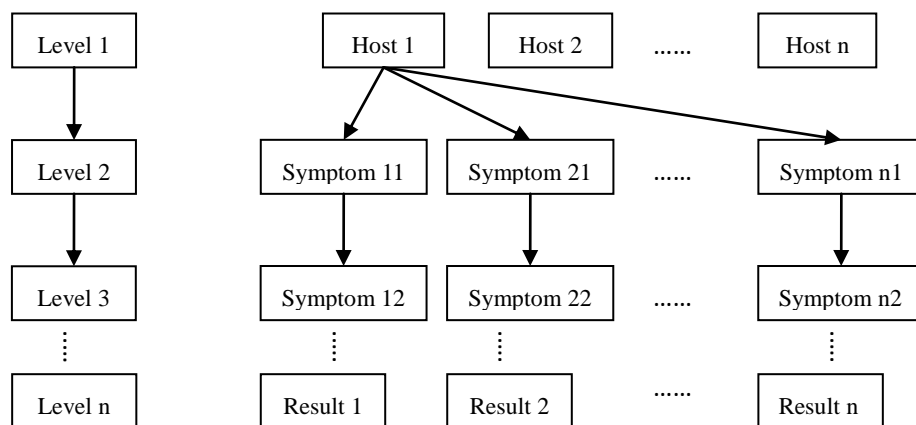 Level 1 Host 1 Host 2 ...... Host n
Level 2 Symptom 11 Symptom 21 ...... Symptom n1
Level 3 Symptom 12 Symptom 22 ...... Symptom n2
Level n Result 1 Result 2 ...... Result n